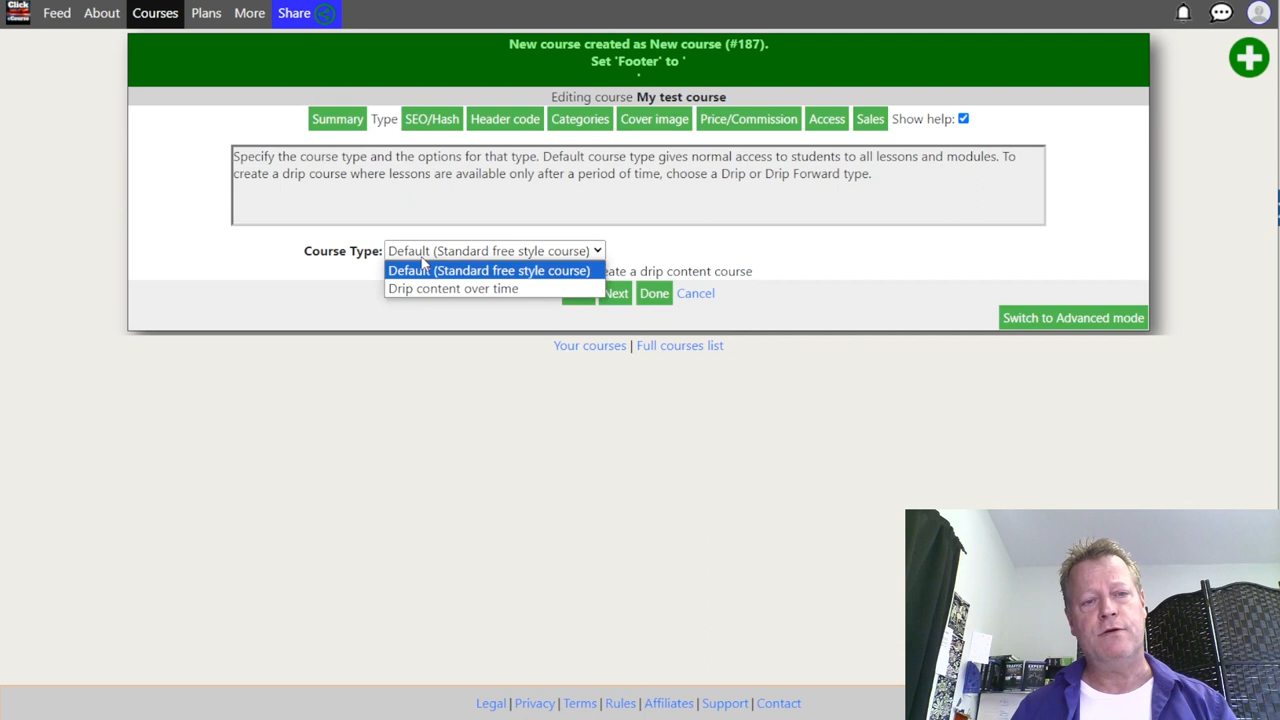 Click
eCourse
Feed About Courses Plans More Share
New course created as New course (#187).
Set 'Footer' to '
'
Editing course My test course
Summary Type SEO/Hash Header code Categories Cover image Price/Commission Access Sales Show help:
Specify the course type and the options for that type. Default course type gives normal access to students to all lessons and modules. To
create a drip course where lessons are available only after a period of time, choose a Drip or Drip Forward type.
Course Type: Default (Standard free style course)
Default (Standard free style course)
Drip content over time
create a drip content course
Next Done Cancel
Switch to Advanced mode
Your courses | Full courses list
Legal | Privacy | Terms | Rules | Affiliates | Support | Contact
TRAFFIC
EXPERT